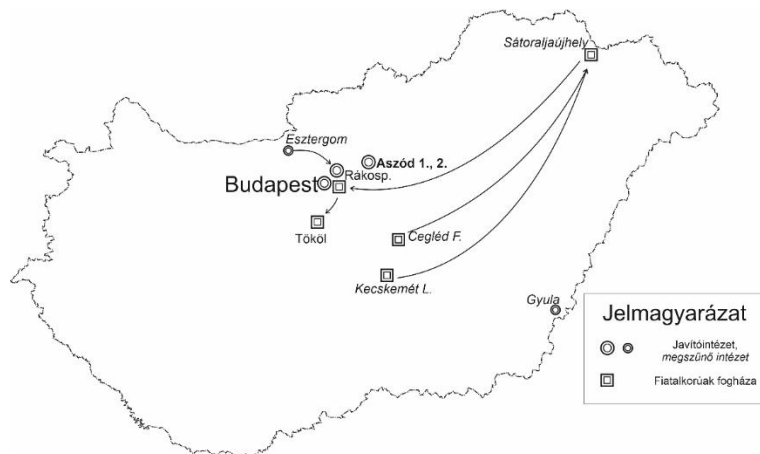 Sátoraljaújhely
Esztergom
Aszód 1., 2.
Rákosp.
Budapest
Tököl
Cegléd F.
Kecskemét L.
Gyula
Jelmagyarázat
Javítóintézet,
megszűnő intézet
Fiatalkorúak fogháza